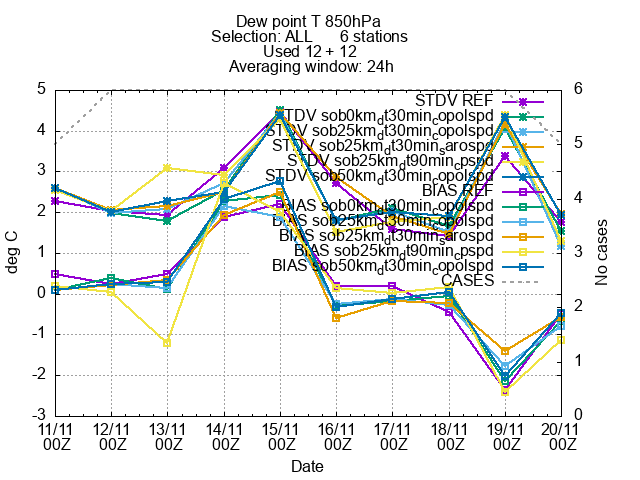 Dew point T 850hPa
Selection: ALL 6 stations
Used 12 + 12
Averaging window: 24h
5
4
3
2
1
0
-1
-2
-3
deg C
6
5
4
3
2
1
0
No cases
STDV REF
STDV sob0km_dt30min_copolspd
STDV sob25km_dt30min_copolspd
STDV sob25km_dt30min_sarospd
STDV sob25km_dt90min_cpspd
STDV sob50km_dt30min_copolspd
BIAS REF
BIAS sob0km_dt30min_copolspd
BIAS sob25km_dt30min_copolspd
BIAS sob25km_dt30min_sarospd
BIAS sob25km_dt90min_cpspd
BIAS sob50km_dt30min_copolspd
CASES
11/11 12/11 13/11 14/11 15/11 16/11 17/11 18/11 19/11 20/11
00Z 00Z 00Z 00Z 00Z 00Z 00Z 00Z 00Z 00Z
Date